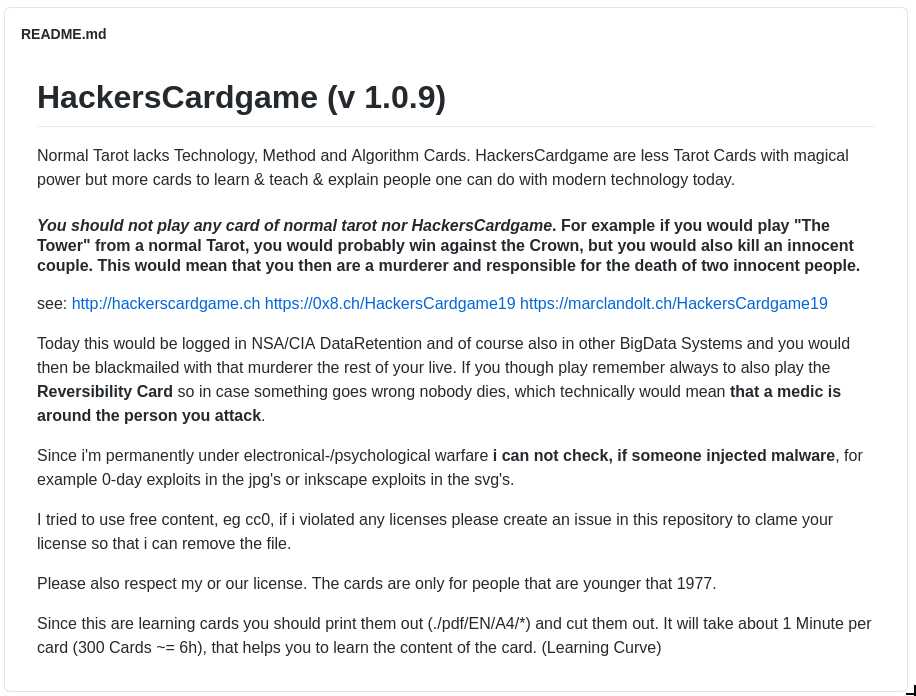 README.md
HackersCardgame (v 1.0.9)
Normal Tarot lacks Technology, Method and Algorithm Cards. HackersCardgame are less Tarot Cards with magical
power but more cards to learn & teach & explain people one can do with modern technology today.
You should not play any card of normal tarot nor HackersCardgame. For example if you would play "The
Tower" from a normal Tarot, you would probably win against the Crown, but you would also kill an innocent
couple. This would mean that you then are a murderer and responsible for the death of two innocent people.
see: http://hackerscardgame.ch https://0x8.ch/HackersCardgame19 https://marclandolt.ch/HackersCardgame19
Today this would be logged in NSA/CIA DataRetention and of course also in other BigData Systems and you would
then be blackmailed with that murderer the rest of your live. If you though play remember always to also play the
Reversibility Card so in case something goes wrong nobody dies, which technically would mean that a medic is
around the person you attack.
Since i'm permanently under electronical-/psychological warfare i can not check, if someone injected malware, for
example 0-day exploits in the jpg's or inkscape exploits in the svg's.
I tried to use free content, eg cc0, if i violated any licenses please create an issue in this repository to clame your
license so that i can remove the file.
Please also respect my or our license. The cards are only for people that are younger that 1977.
Since this are learning cards you should print them out (./pdf/EN/A4/*) and cut them out. It will take about 1 Minute per
card (300 Cards ~= 6h), that helps you to learn the content of the card. (Learning Curve)